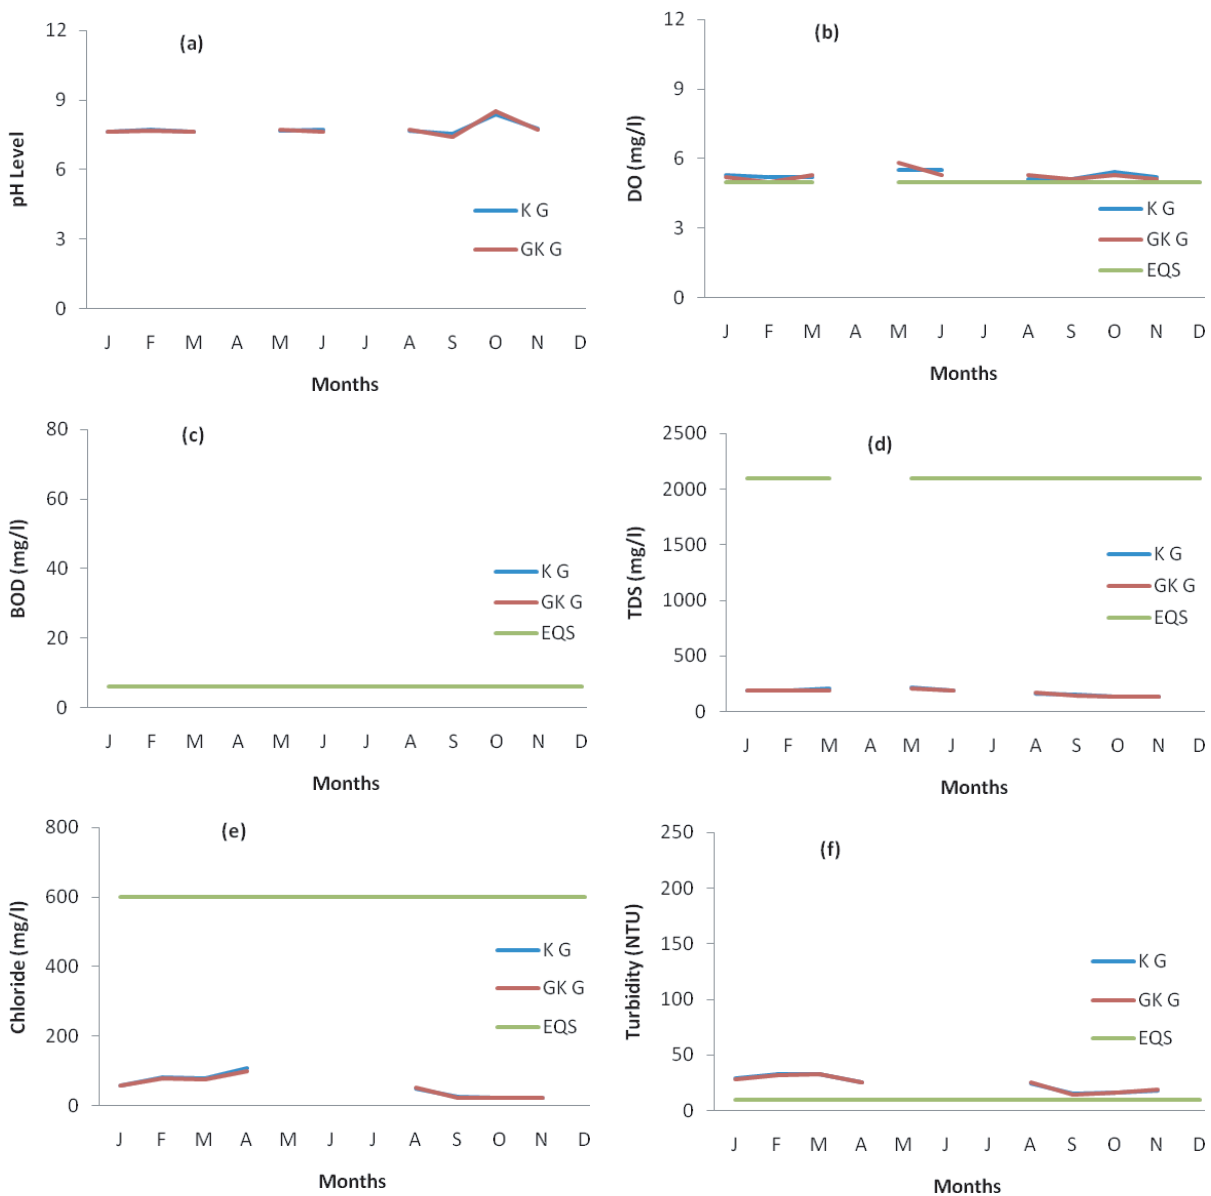 (a)
12
9
6
3
0
pH Level
K G
GK G
J F M A M J J A S O N D
Months
(b)
12
9
6
3
0
DO (mg/l)
K G
GK G
EQS
J F M A M J J A S O N D
Months
(c)
80
60
40
20
0
BOD (mg/l)
K G
GK G
EQS
J F M A M J J A S O N D
Months
(d)
2500
2000
1500
1000
500
0
TDS (mg/l)
K G
GK G
EQS
J F M A M J J A S O N D
Months
(e)
800
600
400
200
0
Chloride (mg/l)
K G
GK G
EQS
J F M A M J J A S O N D
Months
(f)
250
200
150
100
50
0
Turbidity (NTU)
K G
GK G
EQS
J F M A M J J A S O N D
Months